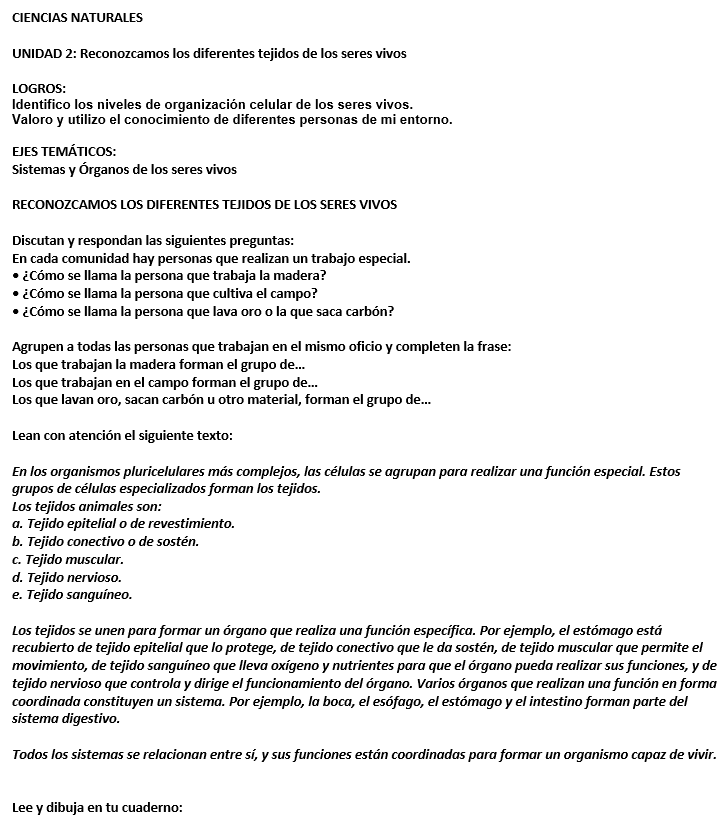 CIENCIAS NATURALES
UNIDAD 2: Reconozcamos los diferentes tejidos de los seres vivos
LOGROS:
Identifico los niveles de organización celular de los seres vivos.
Valoro y utilizo el conocimiento de diferentes personas de mi entorno.
EJES TEMÁTICOS:
Sistemas y Órganos de los seres vivos
RECONOZCAMOS LOS DIFERENTES TEJIDOS DE LOS SERES VIVOS
Discutan y respondan las siguientes preguntas:
En cada comunidad hay personas que realizan un trabajo especial.
• ¿Cómo se llama la persona que trabaja la madera?
• ¿Cómo se llama la persona que cultiva el campo?
• ¿Cómo se llama la persona que lava oro o la que saca carbón?
Agrupen a todas las personas que trabajan en el mismo oficio y completen la frase:
Los que trabajan la madera forman el grupo de…
Los que trabajan en el campo forman el grupo de…
Los que lavan oro, sacan carbón u otro material, forman el grupo de…
Lean con atención el siguiente texto:
En los organismos pluricelulares más complejos, las células se agrupan para realizar una función especial. Estos
grupos de células especializados forman los tejidos.
Los tejidos animales son:
a. Tejido epitelial o de revestimiento.
b. Tejido conectivo o de sostén.
c. Tejido muscular.
d. Tejido nervioso.
e. Tejido sanguíneo.
Los tejidos se unen para formar un órgano que realiza una función específica. Por ejemplo, el estómago está
recubierto de tejido epitelial que lo protege, de tejido conectivo que le da sostén, de tejido muscular que permite el
movimiento, de tejido sanguíneo que lleva oxígeno y nutrientes para que el órgano pueda realizar sus funciones, y de
tejido nervioso que controla y dirige el funcionamiento del órgano. Varios órganos que realizan una función en forma
coordinada constituyen un sistema. Por ejemplo, la boca, el esófago, el estómago y el intestino forman parte del
sistema digestivo.
Todos los sistemas se relacionan entre sí, y sus funciones están coordinadas para formar un organismo capaz de vivir.
Lee y dibuja en tu cuaderno: